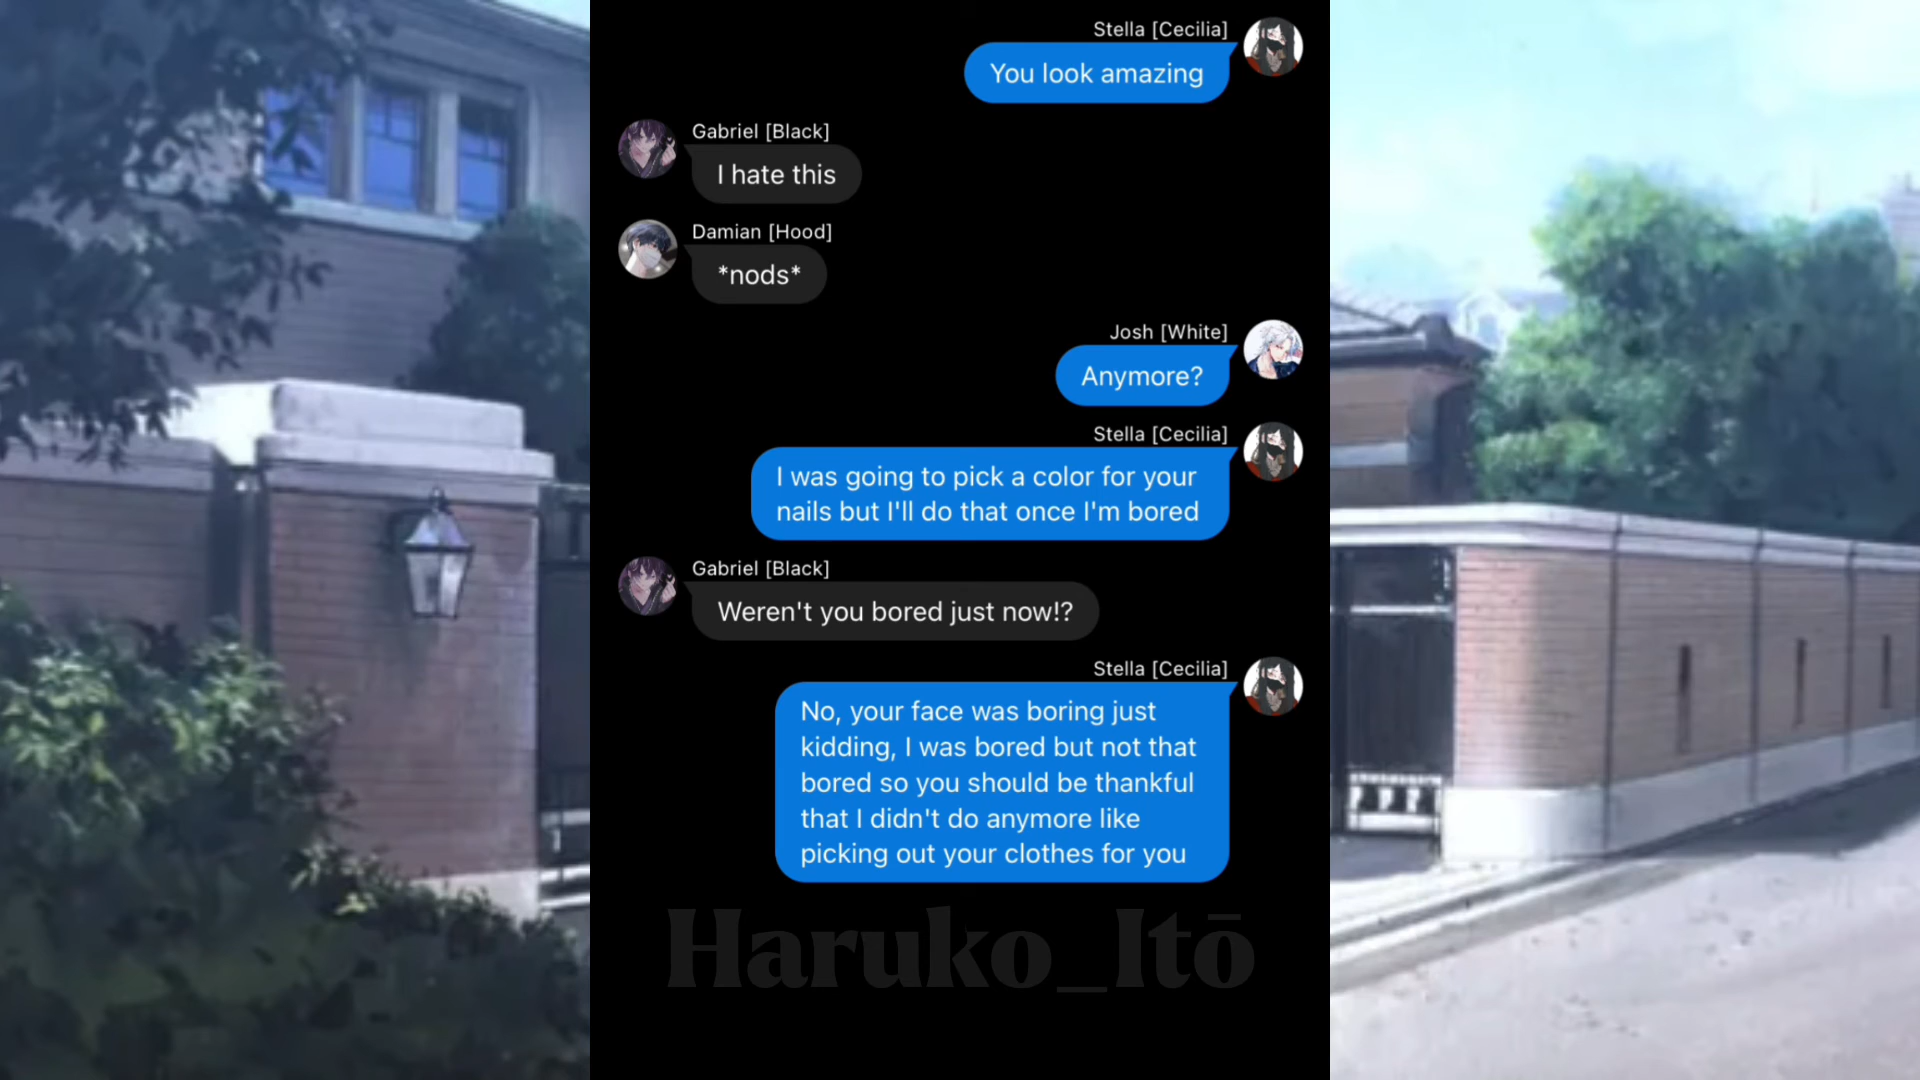 Stella [Cecilia]
You look amazing
Gabriel [Black]
I hate this
Damian [Hood]
*nods*
Josh [White]
Anymore?
Stella [Cecilia]
I was going to pick a color for your
nails but I'll do that once I'm bored
Gabriel [Black]
Weren't you bored just now!?
Stella [Cecilia]
No, your face was boring just
kidding, I was bored but not that
bored so you should be thankful
that I didn't do anymore like
picking out your clothes for you
Haruko_Itō